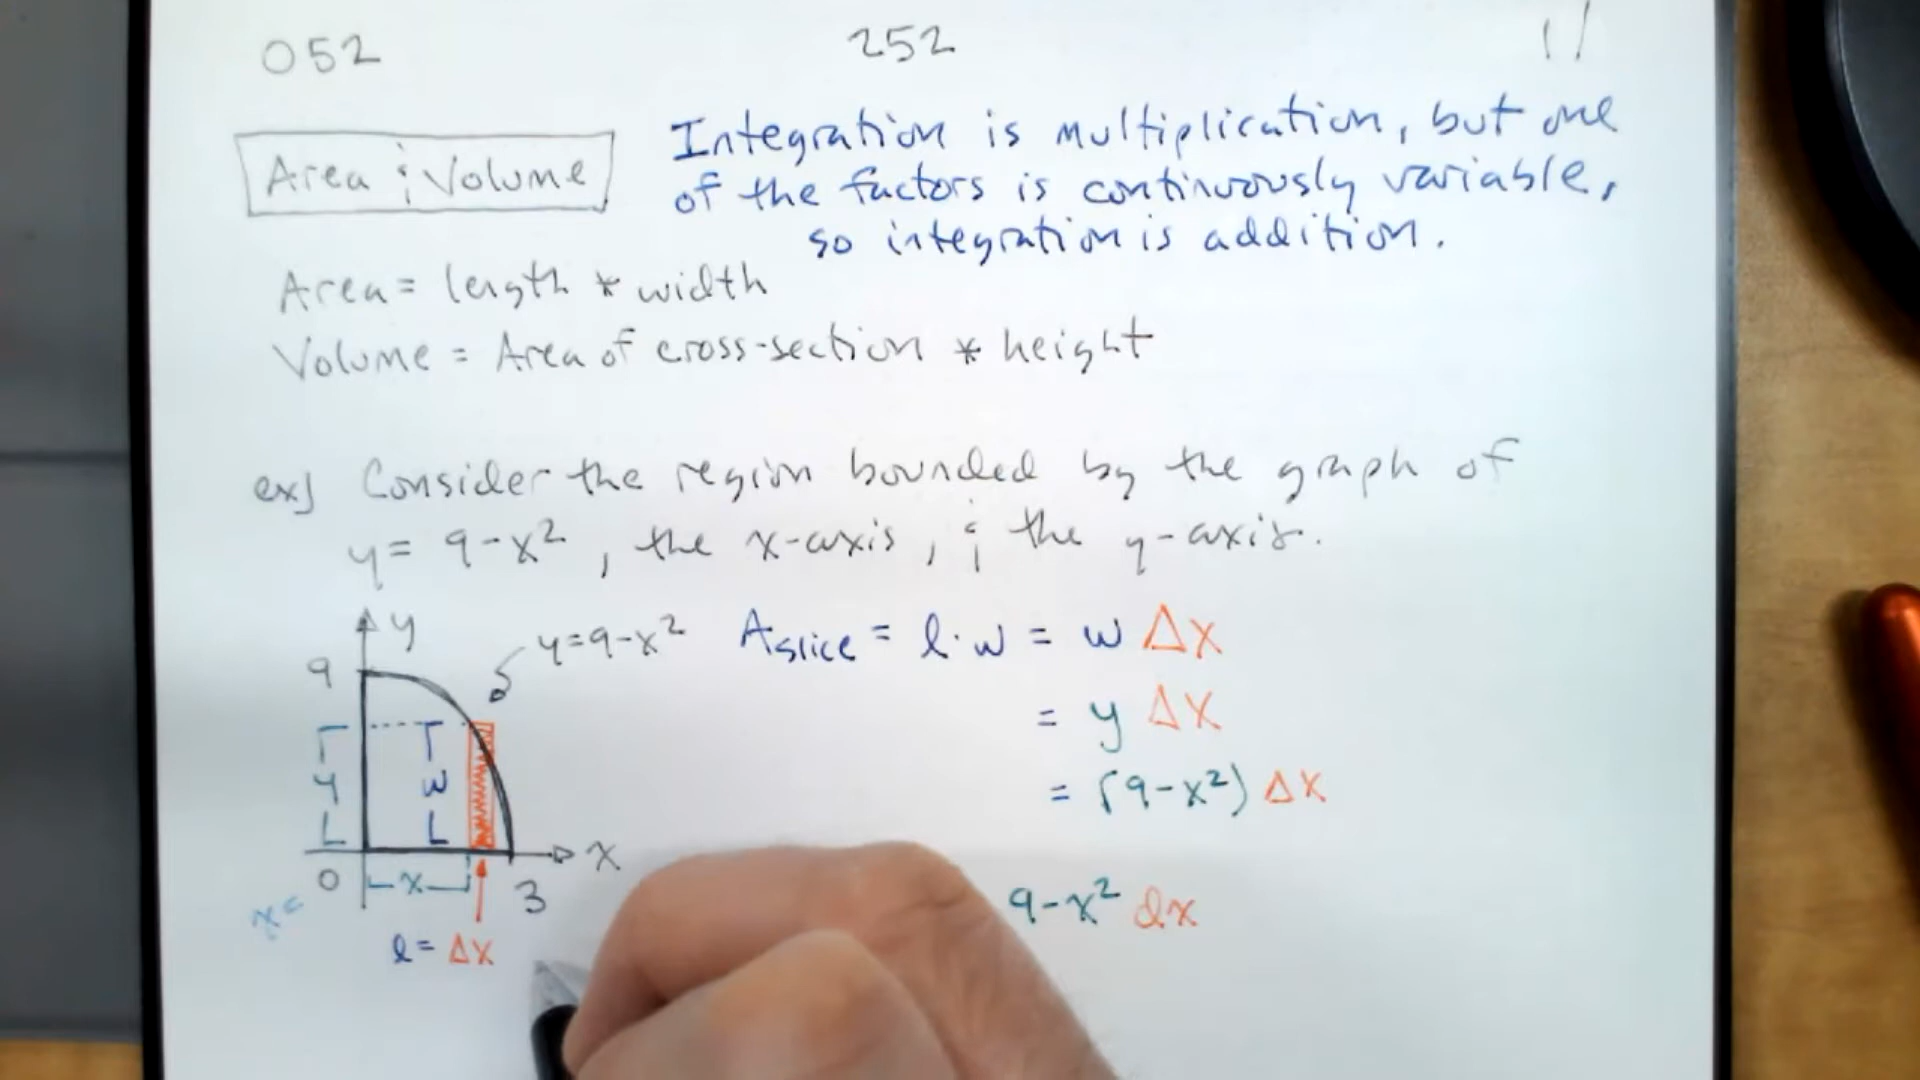 052 252 1/
Area & Volume
Integration is multiplication, but one
of the factors is continuously variable,
so integration is addition.
Area = length * width
Volume = Area of cross-section * height
ex) Consider the region bounded by the graph of
y = 9-x², the x-axis, & the y-axis.
y
9
y=9-x²
A slice = l·w = w Δx
= y Δx
= (9-x²) Δx
y
w
0
x
3
x
x=
l = Δx
9-x² dx